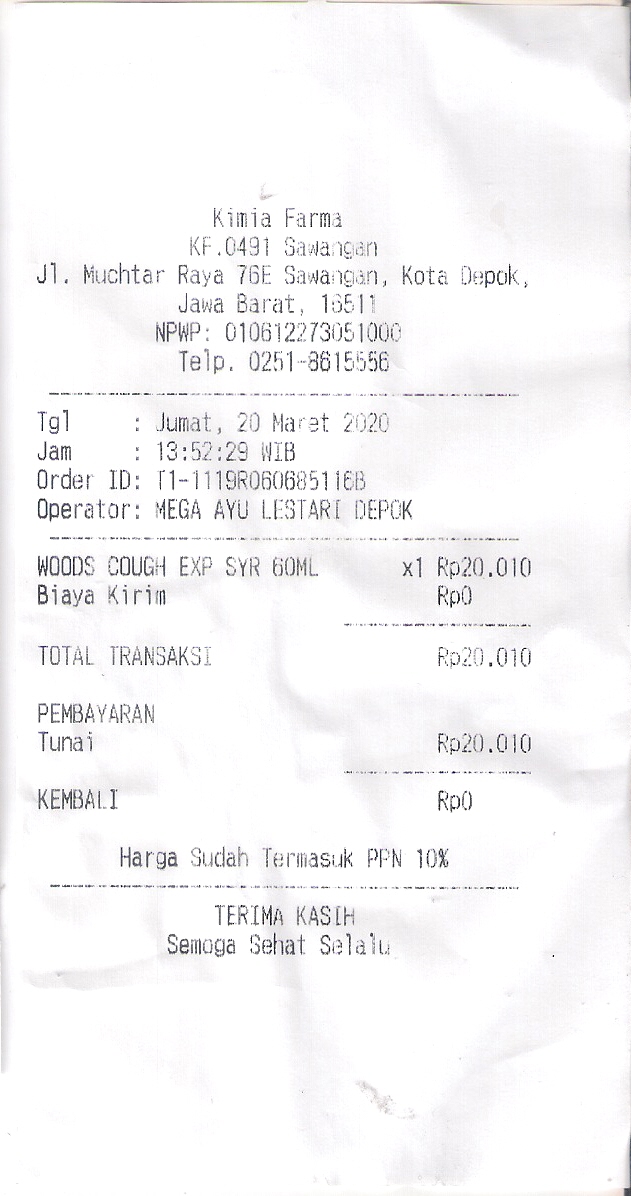 Kimia Farma
KF.0491 Sawangan
Jl. Muchtar Raya 76E Sawangan, Kota Depok,
Jawa Barat, 16511
NPWP: 010612273051000
Telp. 0251-8615556
Tgl : Jumat, 20 Maret 2020
Jam : 13:52:29 WIB
Order ID: T1-1119R060685116B
Operator: MEGA AYU LESTARI DEPOK
WOODS COUGH EXP SYR 60ML x1 Rp20.010
Biaya Kirim Rp0
TOTAL TRANSAKSI Rp20.010
PEMBAYARAN
Tunai Rp20.010
KEMBALI Rp0
Harga Sudah Termasuk PPN 10%
TERIMA KASIH
Semoga Sehat Selalu